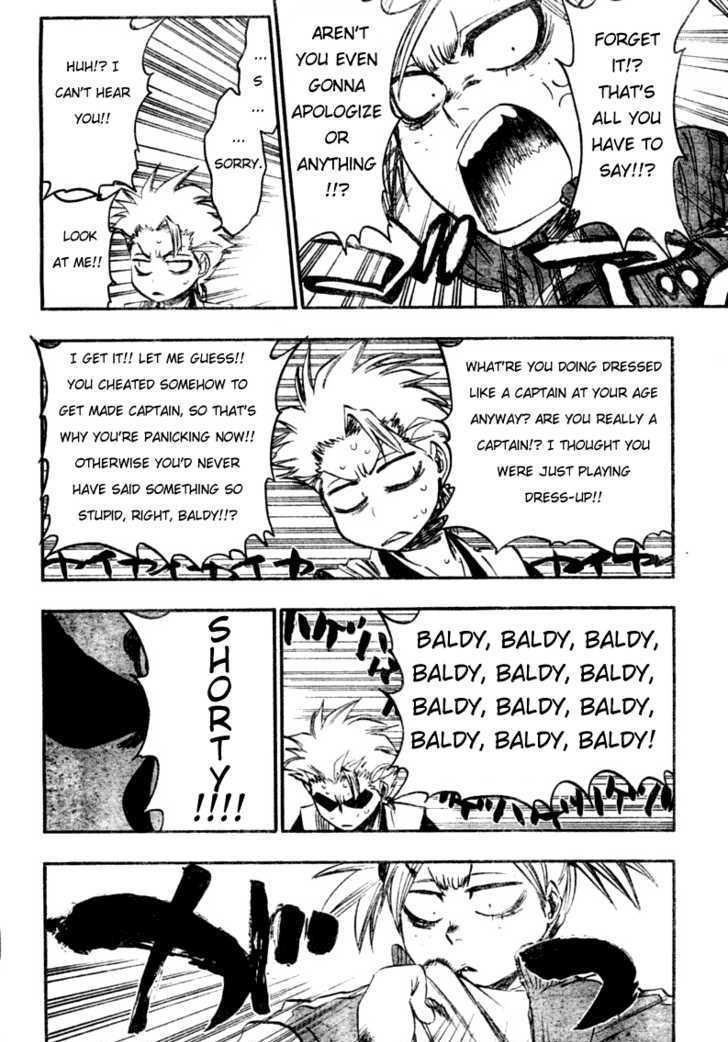 FORGET
IT!?
THAT'S
ALL YOU
HAVE TO
SAY!!?
AREN'T
YOU EVEN
GONNA
APOLOGIZE
OR
ANYTHING
!!?
...
S
...
...
SORRY.
HUH!? I
CAN'T HEAR
YOU!!
LOOK
AT ME!!
WHAT'RE YOU DOING DRESSED
LIKE A CAPTAIN AT YOUR AGE
ANYWAY? ARE YOU REALLY A
CAPTAIN!? I THOUGHT YOU
WERE JUST PLAYING
DRESS-UP!!
I GET IT!! LET ME GUESS!!
YOU CHEATED SOMEHOW TO
GET MADE CAPTAIN, SO THAT'S
WHY YOU'RE PANICKING NOW!!
OTHERWISE YOU'D NEVER
HAVE SAID SOMETHING SO
STUPID, RIGHT, BALDY!!?
BALDY, BALDY, BALDY,
BALDY, BALDY, BALDY,
BALDY, BALDY, BALDY,
BALDY, BALDY, BALDY!
SHORTY!!!!
ガッ